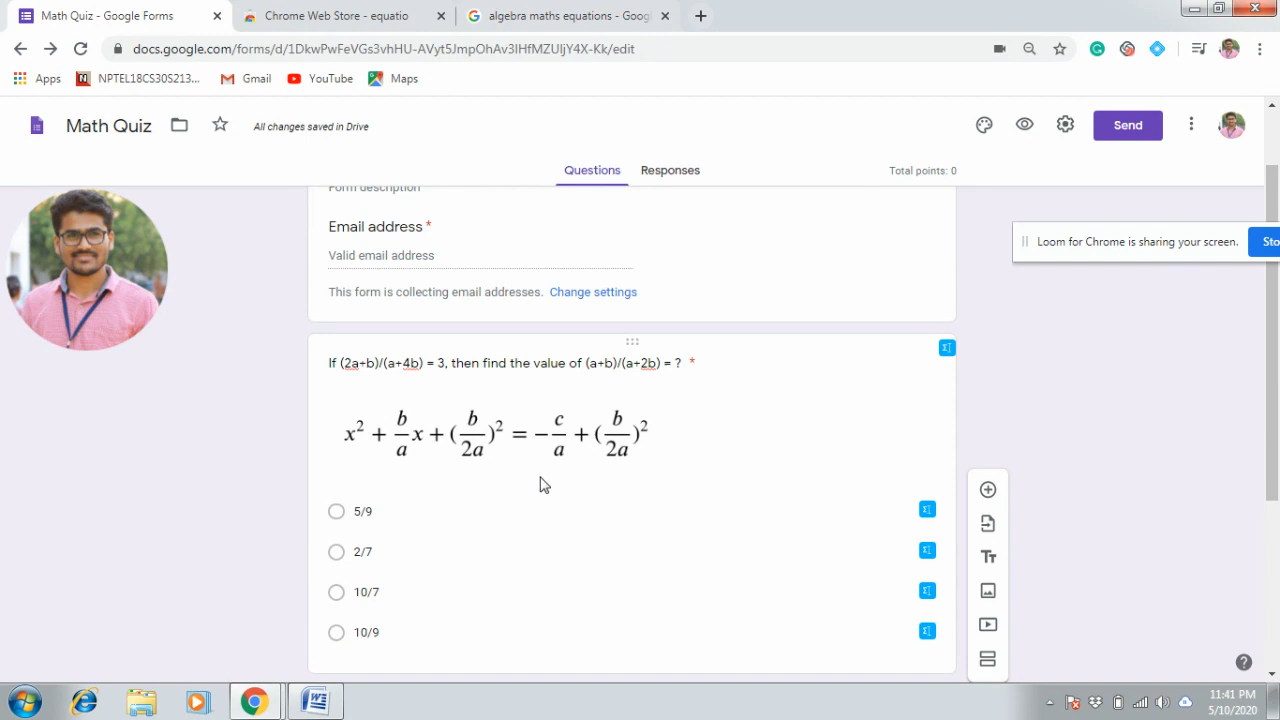 Math Quiz - Google Forms
Chrome Web Store - equatio
algebra maths equations - Goog
docs.google.com/forms/d/1DkwPwFeVGs3vhHU-AVyt5JmpOhAv3IHfMZUljY4X-Kk/edit
Apps
NPTEL18CS30S213...
Gmail
YouTube
Maps
Math Quiz
All changes saved in Drive
Send
Questions
Responses
Total points: 0
Form description
Email address *
Valid email address
This form is collecting email addresses. Change settings
Loom for Chrome is sharing your screen.
Sto
If (2a+b)/(a+4b) = 3, then find the value of (a+b)/(a+2b) = ? *
x² + b/a x + (b/2a)² = −c/a + (b/2a)²
5/9
2/7
10/7
10/9
11:41 PM
5/10/2020